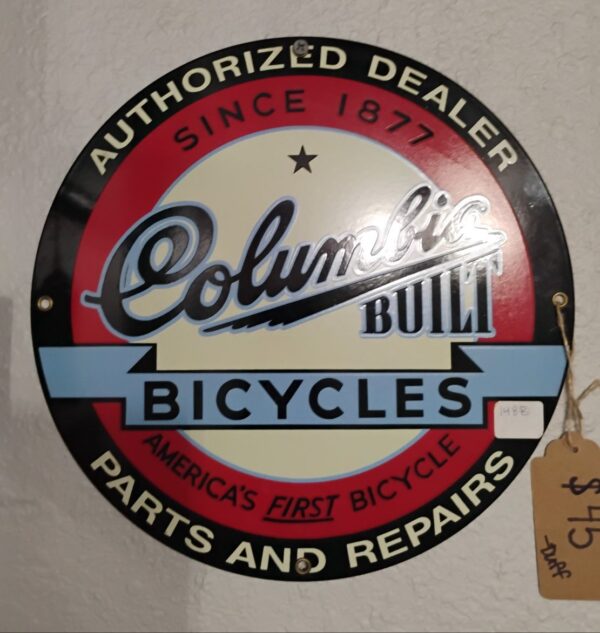 AUTHORIZED DEALER
SINCE 1877
Columbia
BUILT
BICYCLES
AMERICA'S FIRST BICYCLE
PARTS AND REPAIRS
$45